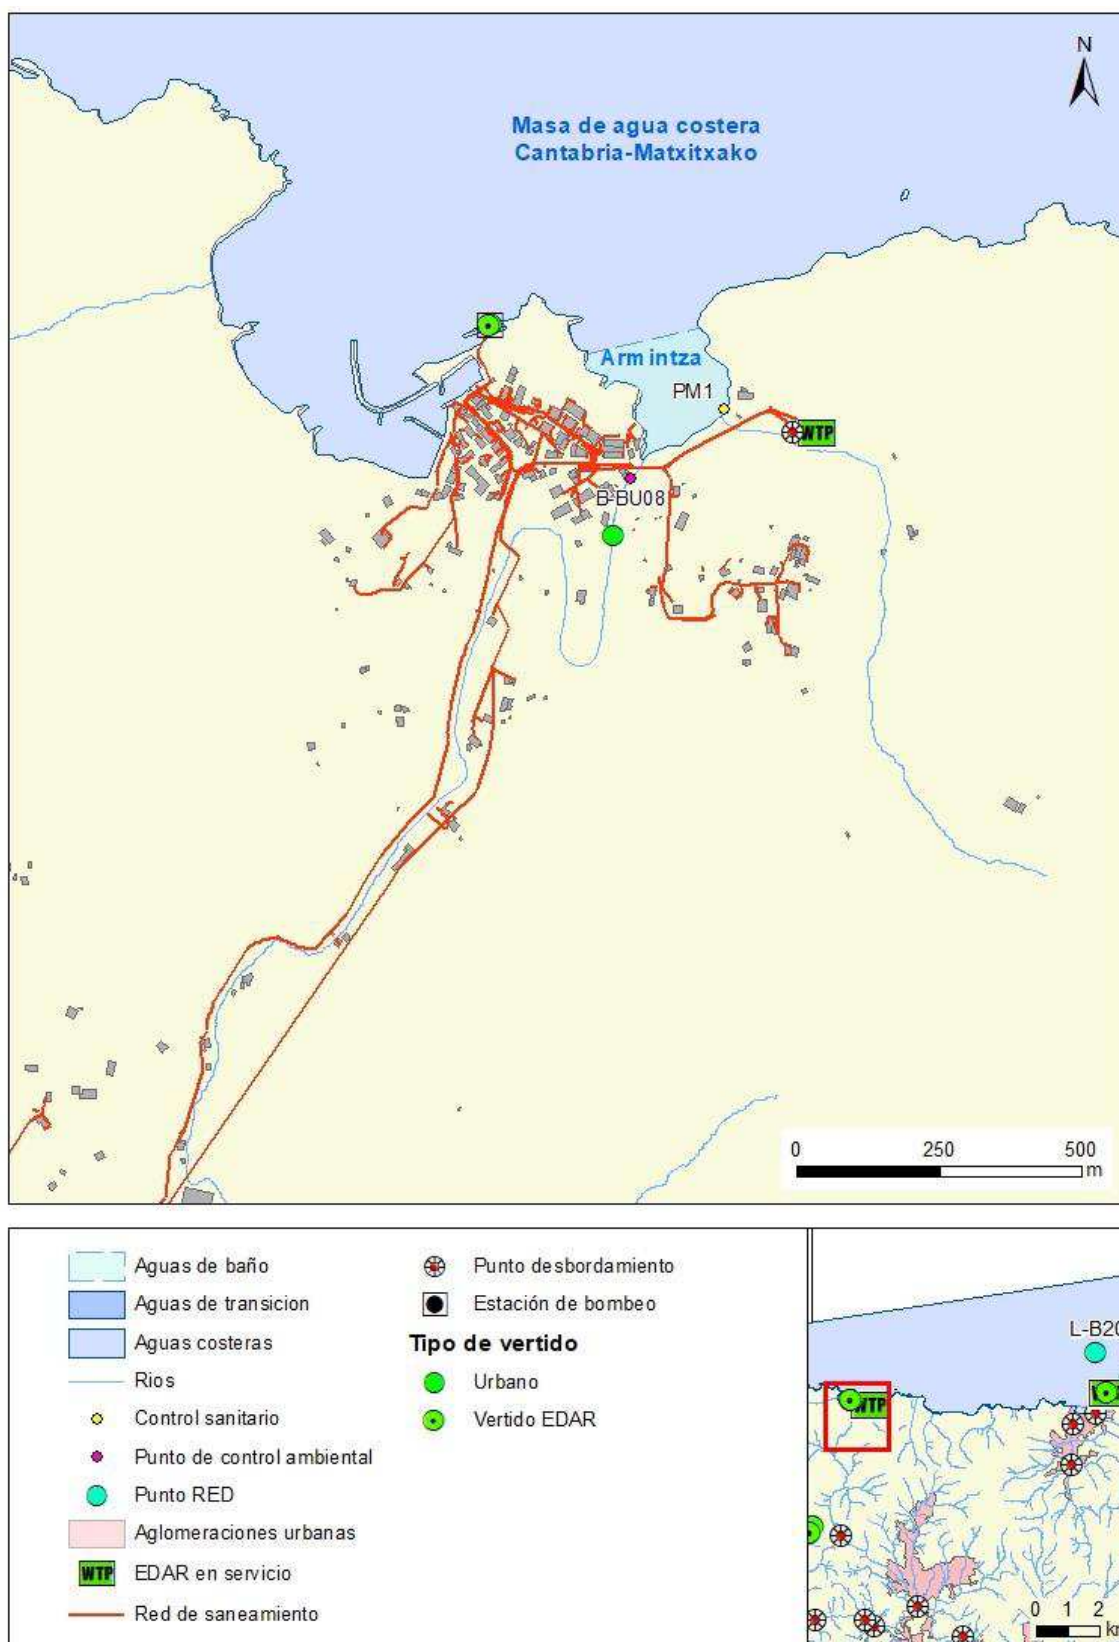 N
Masa de agua costera
Cantabria-Matxitxako
Armintza
PM1
WTP
B-BU08
0 250 500
m
Aguas de baño
Aguas de transicion
Aguas costeras
Rios
Control sanitario
Punto de control ambiental
Punto RED
Aglomeraciones urbanas
WTP EDAR en servicio
Red de saneamiento
Punto desbordamiento
Estación de bombeo
Tipo de vertido
Urbano
Vertido EDAR
L-B20
WTP
0 1 2